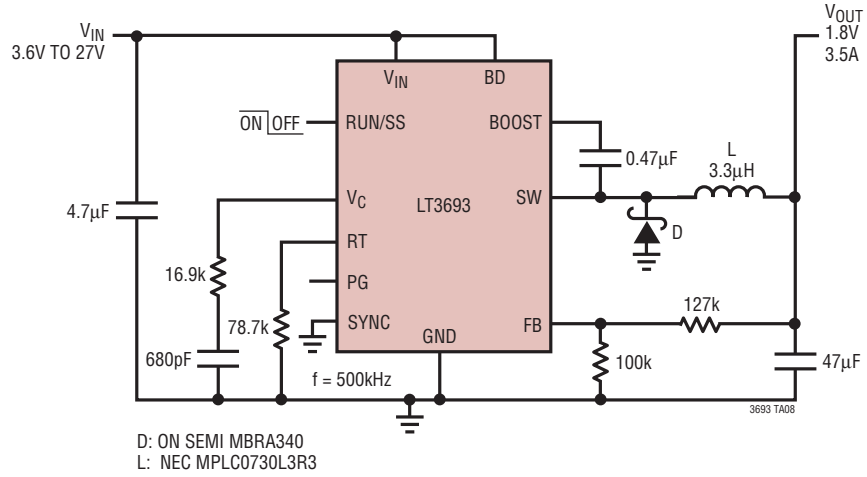 VIN
3.6V TO 27V
VOUT
1.8V
3.5A
VIN
BD
ON OFF
RUN/SS
BOOST
0.47µF
L
3.3µH
4.7µF
VC
LT3693
SW
D
RT
16.9k
PG
127k
78.7k
SYNC
GND
FB
680pF
f = 500kHz
100k
47µF
3693 TA08
D: ON SEMI MBRA340
L: NEC MPLC0730L3R3